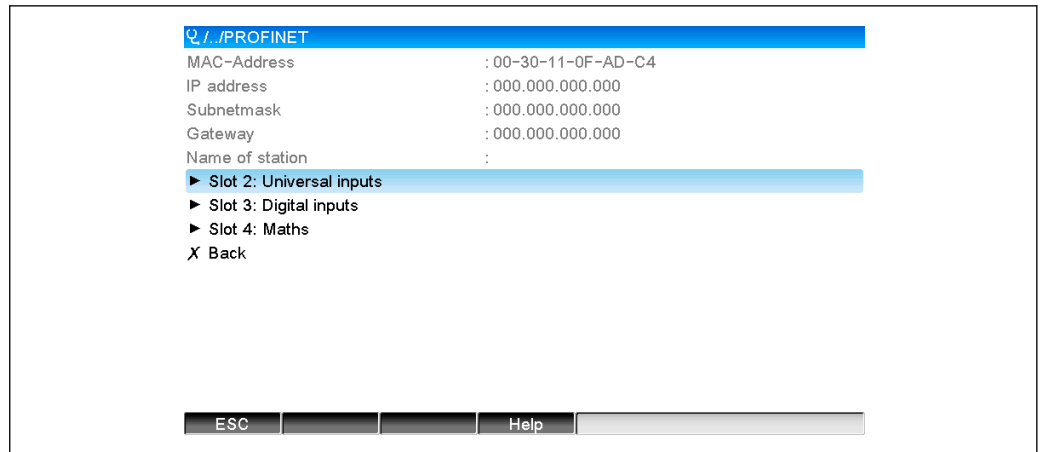 /../PROFINET
MAC-Address : 00-30-11-0F-AD-C4
IP address : 000.000.000.000
Subnetmask : 000.000.000.000
Gateway : 000.000.000.000
Name of station :
► Slot 2: Universal inputs
► Slot 3: Digital inputs
► Slot 4: Maths
X Back
ESC Help